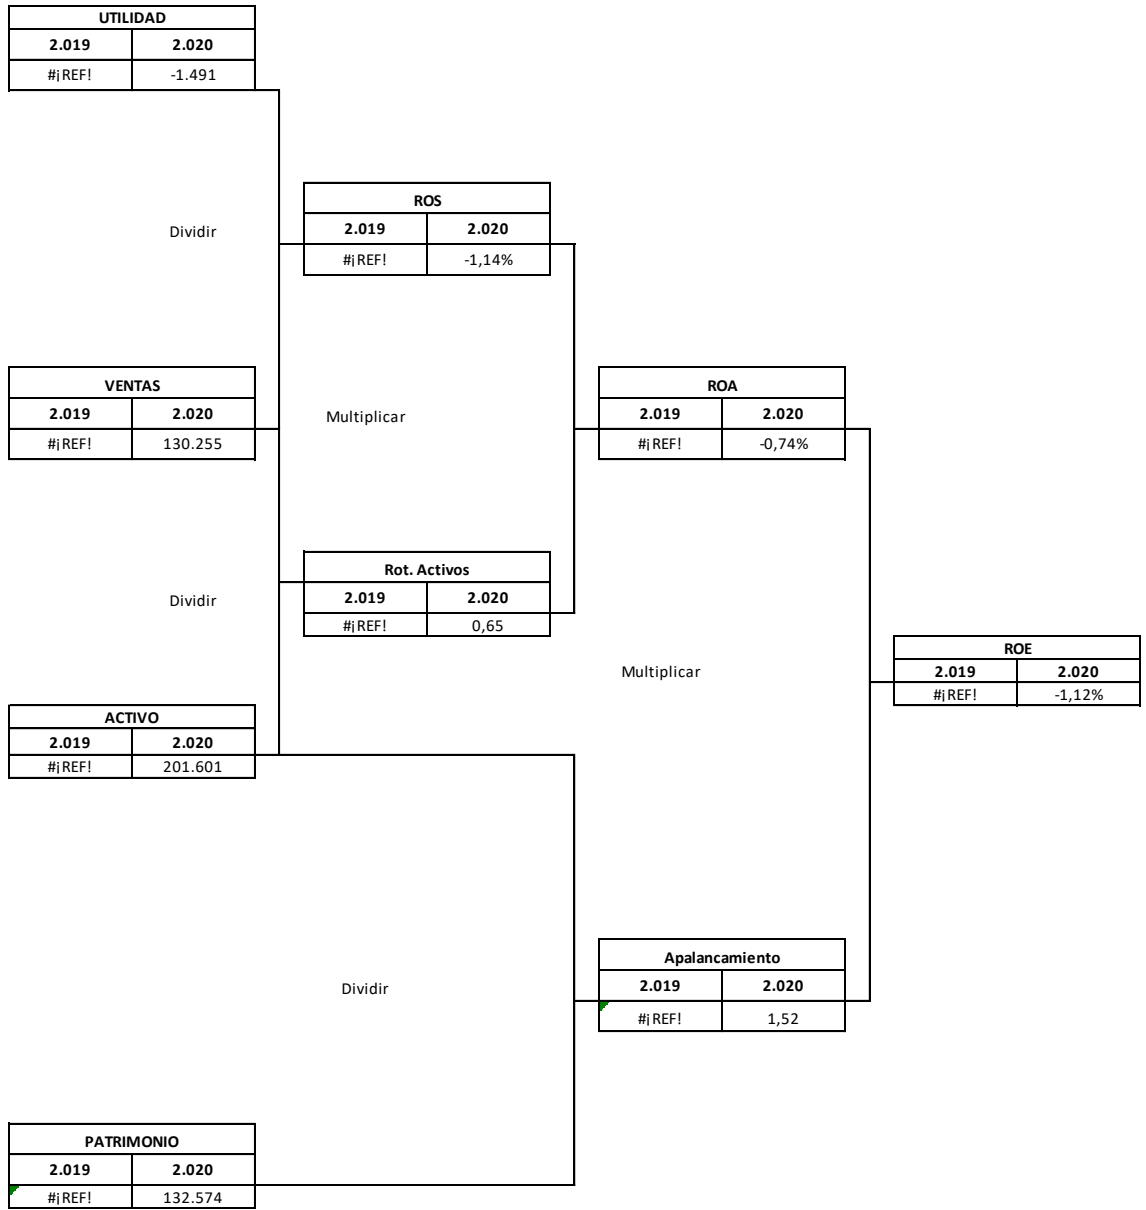 UTILIDAD
2.019 2.020
#¡REF! -1.491
Dividir
ROS
2.019 2.020
#¡REF! -1,14%
VENTAS
2.019 2.020
#¡REF! 130.255
Multiplicar
ROA
2.019 2.020
#¡REF! -0,74%
Dividir
Rot. Activos
2.019 2.020
#¡REF! 0,65
Multiplicar
ROE
2.019 2.020
#¡REF! -1,12%
ACTIVO
2.019 2.020
#¡REF! 201.601
Dividir
Apalancamiento
2.019 2.020
#¡REF! 1,52
PATRIMONIO
2.019 2.020
#¡REF! 132.574